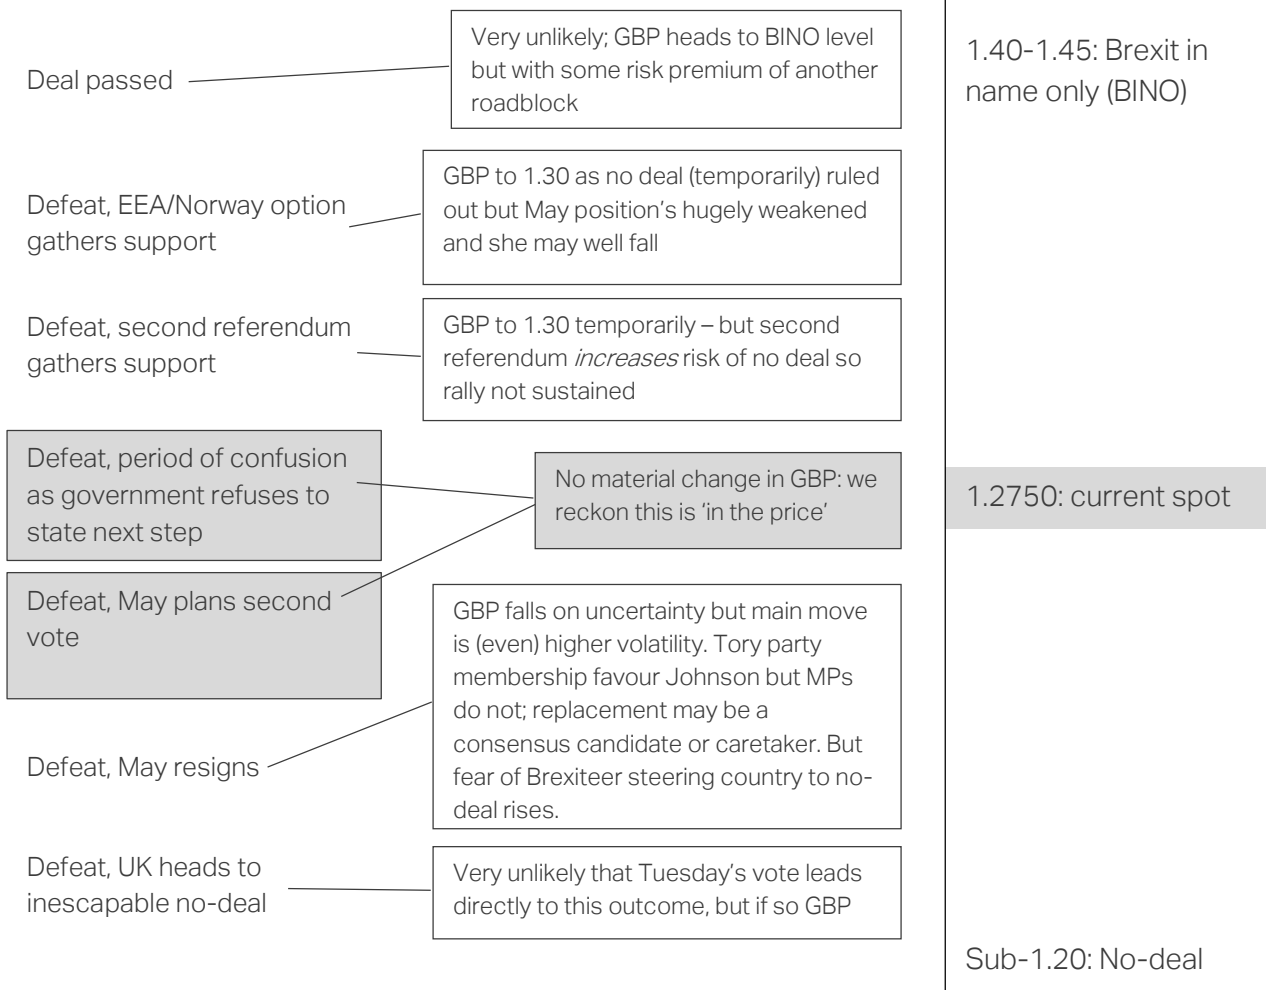 Deal passed
Very unlikely; GBP heads to BINO level
but with some risk premium of another
roadblock
1.40-1.45: Brexit in
name only (BINO)
Defeat, EEA/Norway option
gathers support
GBP to 1.30 as no deal (temporarily) ruled
out but May position's hugely weakened
and she may well fall
Defeat, second referendum
gathers support
GBP to 1.30 temporarily – but second
referendum increases risk of no deal so
rally not sustained
Defeat, period of confusion
as government refuses to
state next step
No material change in GBP: we
reckon this is ‘in the price’
1.2750: current spot
Defeat, May plans second
vote
GBP falls on uncertainty but main move
is (even) higher volatility. Tory party
membership favour Johnson but MPs
do not; replacement may be a
consensus candidate or caretaker. But
fear of Brexiteer steering country to no-
deal rises.
Defeat, May resigns
Defeat, UK heads to
inescapable no-deal
Very unlikely that Tuesday's vote leads
directly to this outcome, but if so GBP
Sub-1.20: No-deal